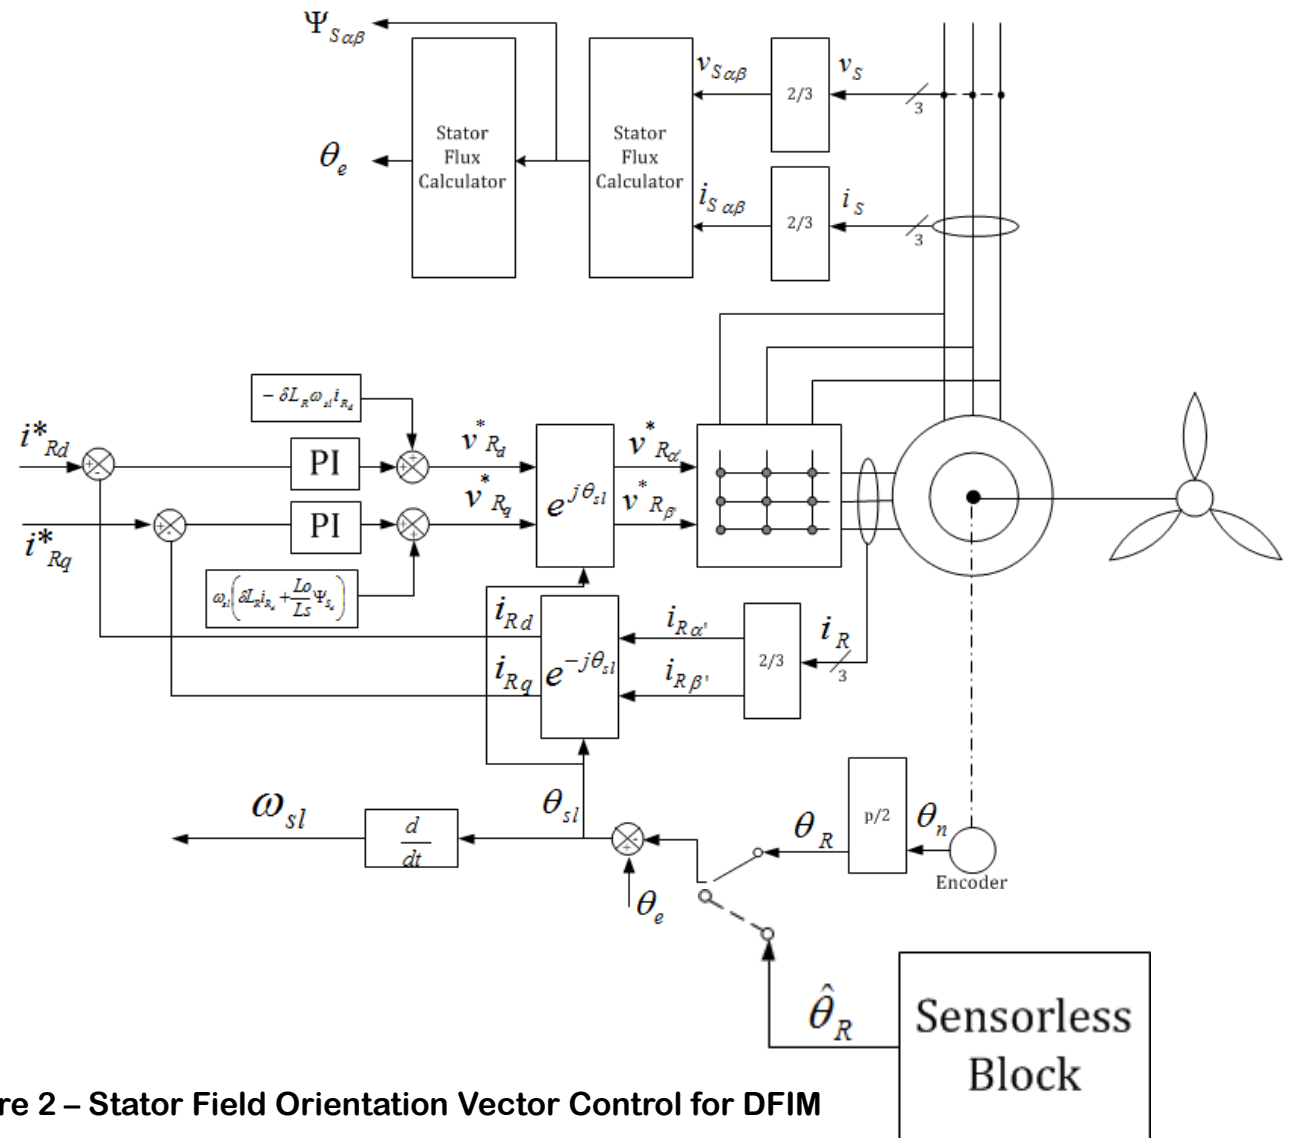 Ψ_Sαβ
v_Sαβ
v_S
2/3
3
Stator
Flux
Calculator
Stator
Flux
Calculator
θ_e
i_Sαβ
i_S
2/3
3
− δL_R ω_sl i_Rd
i*_Rd
PI
v*_Rd
v*_Rα'
e^{jθ_sl}
i*_Rq
PI
v*_Rq
v*_Rβ'
ω_sl(δL_R i_Rd + Lo/Ls Ψ_Sd)
i_Rd
i_Rq
e^{-jθ_sl}
i_Rα'
i_Rβ'
2/3
i_R
3
ω_sl
d/dt
θ_sl
θ_e
θ_R
p/2
θ_n
Encoder
θ̂_R
Sensorless
Block
re 2 – Stator Field Orientation Vector Control for DFIM